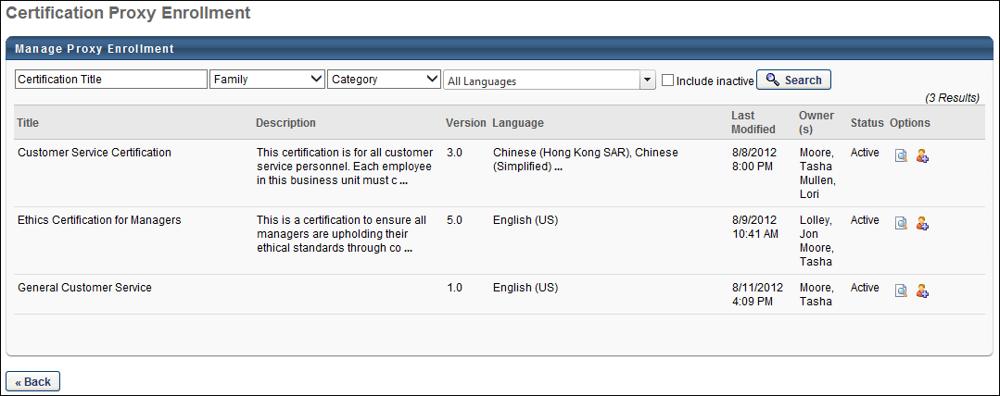 Certification Proxy Enrollment
Manage Proxy Enrollment
Certification Title Family Category All Languages Include inactive Search
(3 Results)
Title Description Version Language Last Modified Owner (s) Status Options
Customer Service Certification
This certification is for all customer
service personnel. Each employee
in this business unit must c ...
3.0
Chinese (Hong Kong SAR), Chinese
(Simplified) ...
8/8/2012
8:00 PM
Moore,
Tasha
Mullen,
Lori
Active
Ethics Certification for Managers
This is a certification to ensure all
managers are upholding their
ethical standards through co ...
5.0
English (US)
8/9/2012
10:41 AM
Lolley,
Jon
Moore,
Tasha
Active
General Customer Service
1.0
English (US)
8/11/2012
4:09 PM
Moore,
Tasha
Active
« Back